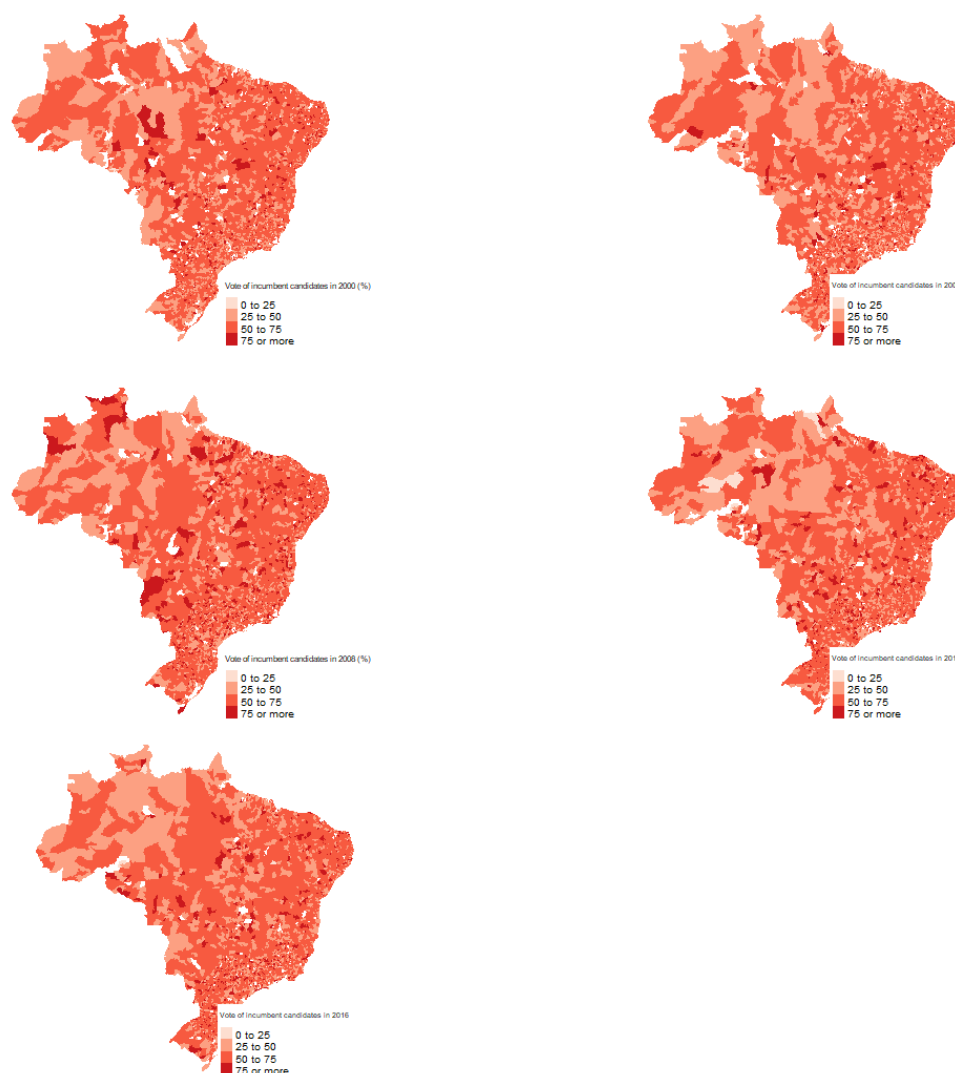 Vote of incumbent candidates in 2000 (%)
0 to 25
25 to 50
50 to 75
75 or more
Vote of incumbent candidates in 200
0 to 25
25 to 50
50 to 75
75 or more
Vote of incumbent candidates in 2008 (%)
0 to 25
25 to 50
50 to 75
75 or more
Vote of incumbent candidates in 201
0 to 25
25 to 50
50 to 75
75 or more
Vote of incumbent candidates in 2016
0 to 25
25 to 50
50 to 75
75 or more